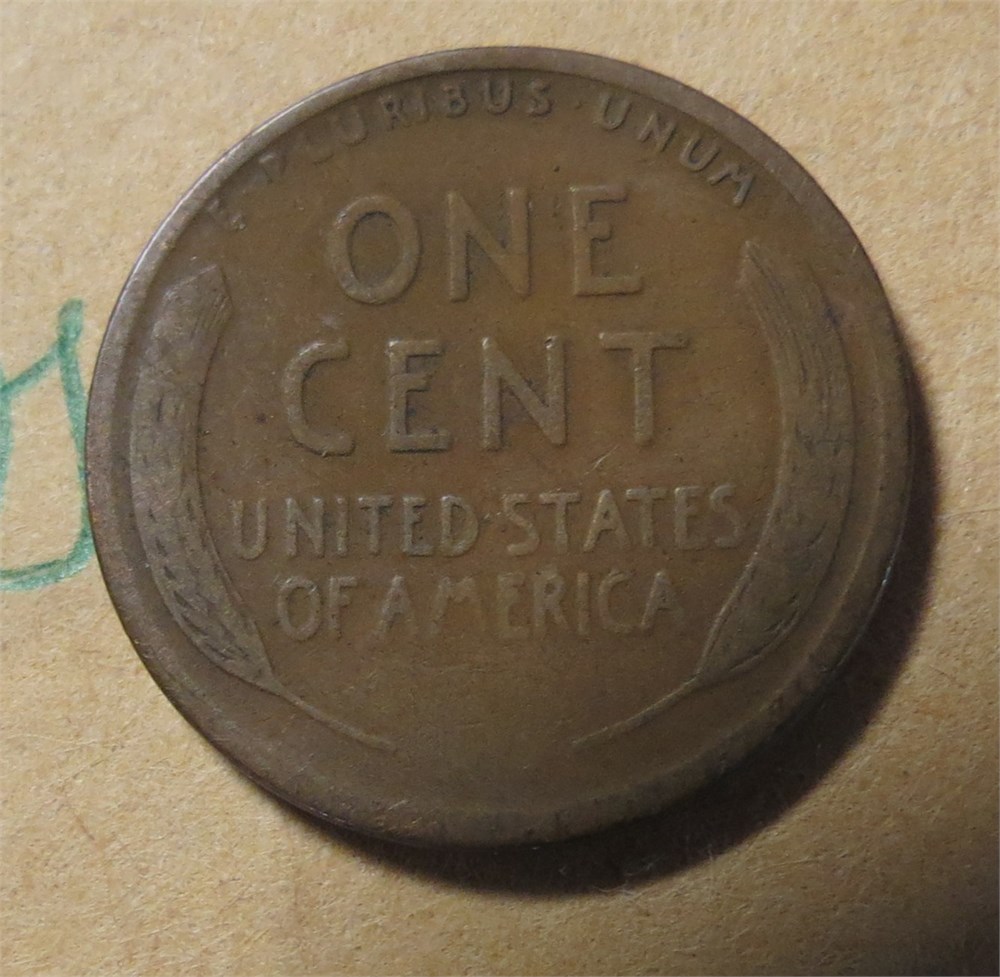 E PLURIBUS · UNUM
ONE
CENT
UNITED STATES
OF AMERICA